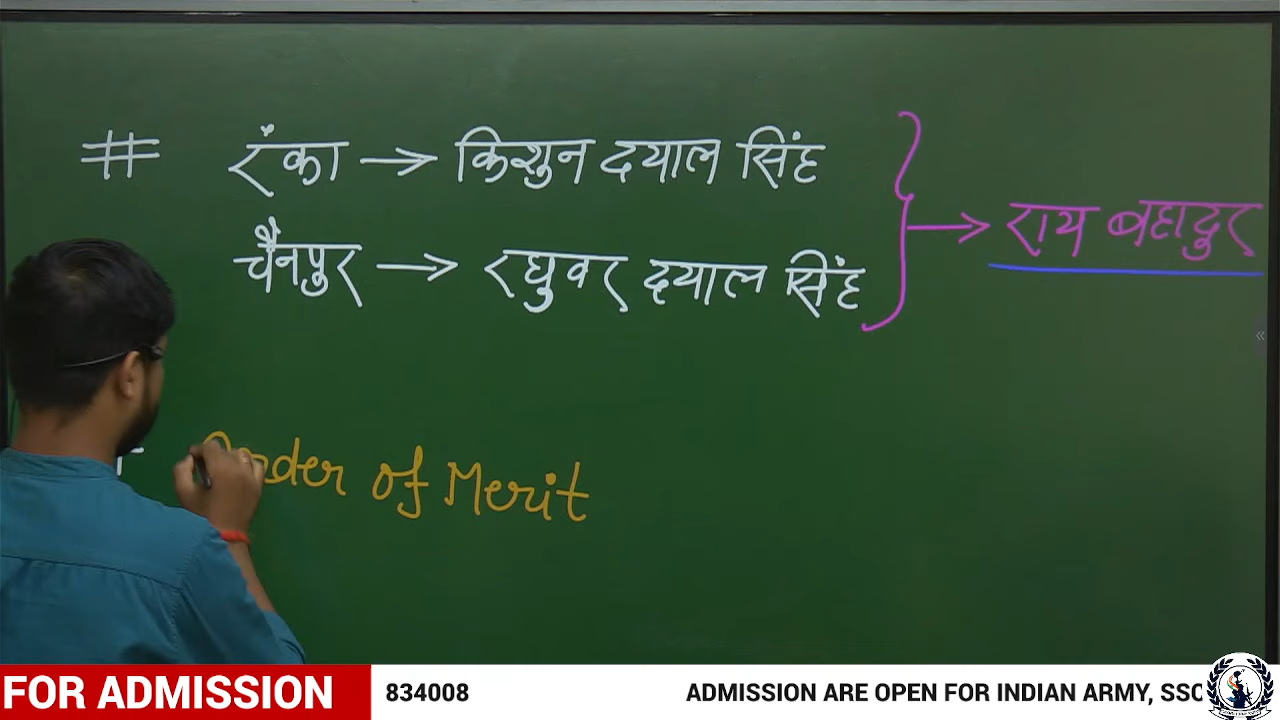 # रंका → किशुन दयाल सिंह
चैनपुर → रघुवर दयाल सिंह
→ राय बहादुर
Order of Merit
FOR ADMISSION 834008 ADMISSION ARE OPEN FOR INDIAN ARMY, SSC